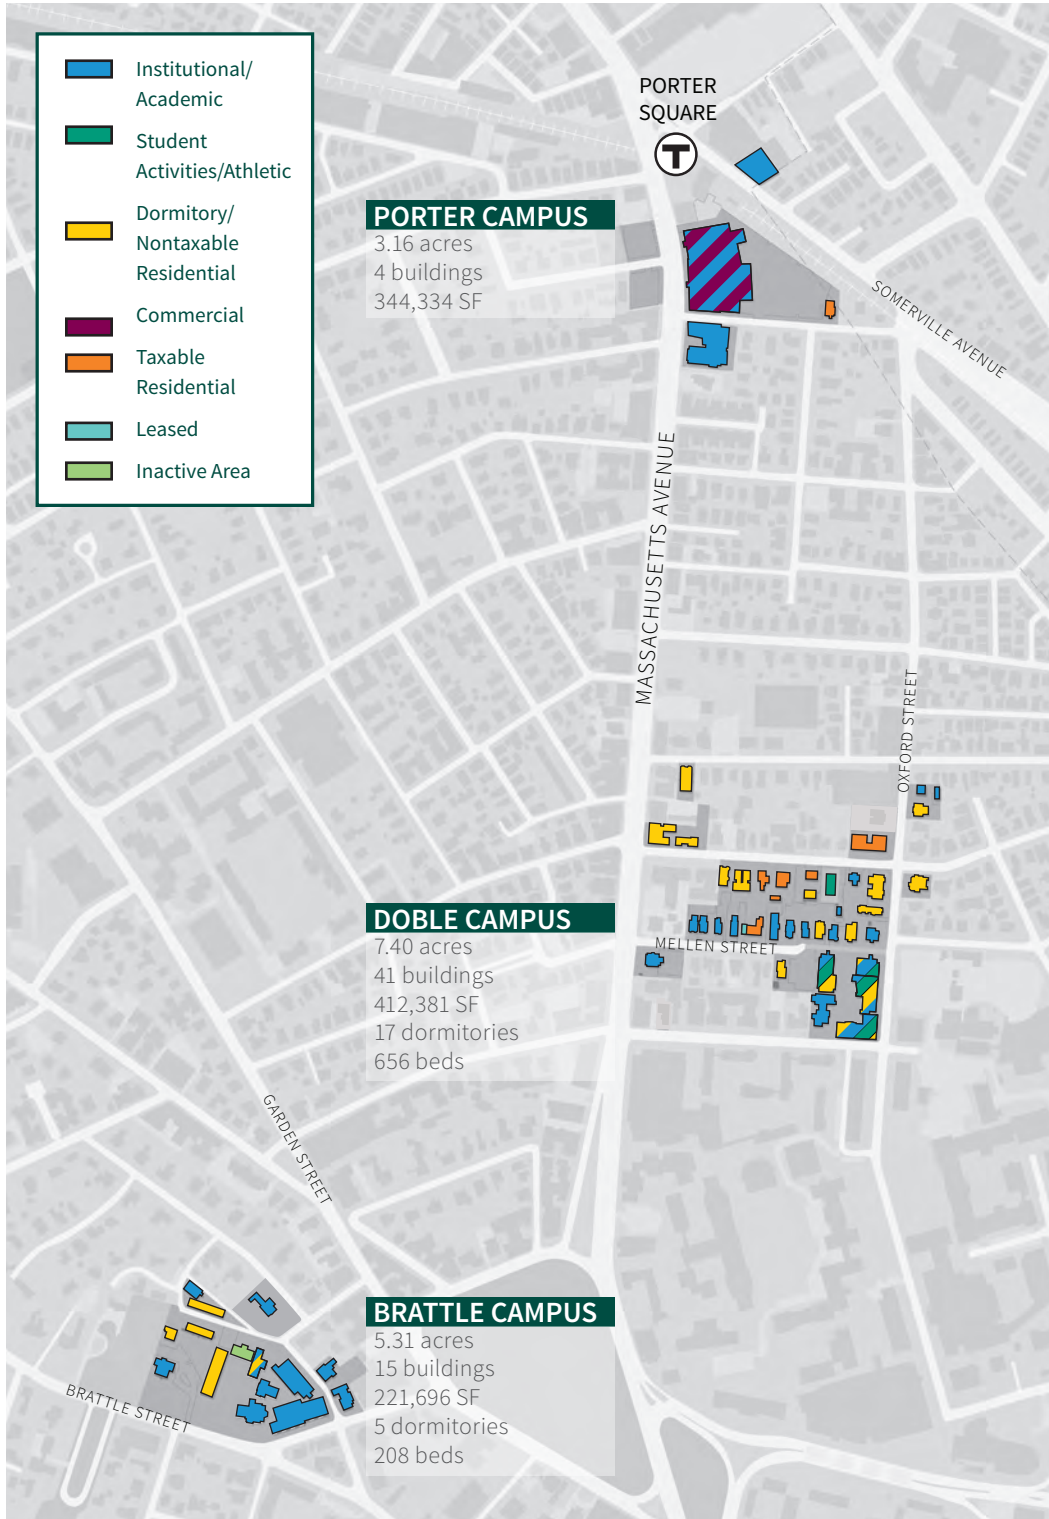 Institutional/
Academic
Student
Activities/Athletic
Dormitory/
Nontaxable
Residential
Commercial
Taxable
Residential
Leased
Inactive Area
PORTER
SQUARE
T
PORTER CAMPUS
3.16 acres
4 buildings
344,334 SF
SOMERVILLE AVENUE
MASSACHUSETTS AVENUE
OXFORD STREET
DOBLE CAMPUS
7.40 acres
41 buildings
412,381 SF
17 dormitories
656 beds
MELLEN STREET
GARDEN STREET
BRATTLE CAMPUS
5.31 acres
15 buildings
221,696 SF
5 dormitories
208 beds
BRATTLE STREET